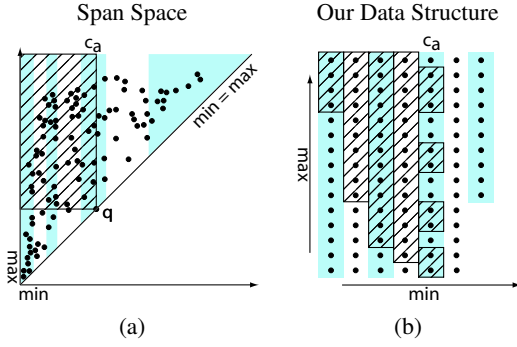 Span Space
Our Data Structure
c_a
min = max
max
q
min
c_a
max
min
(a)
(b)